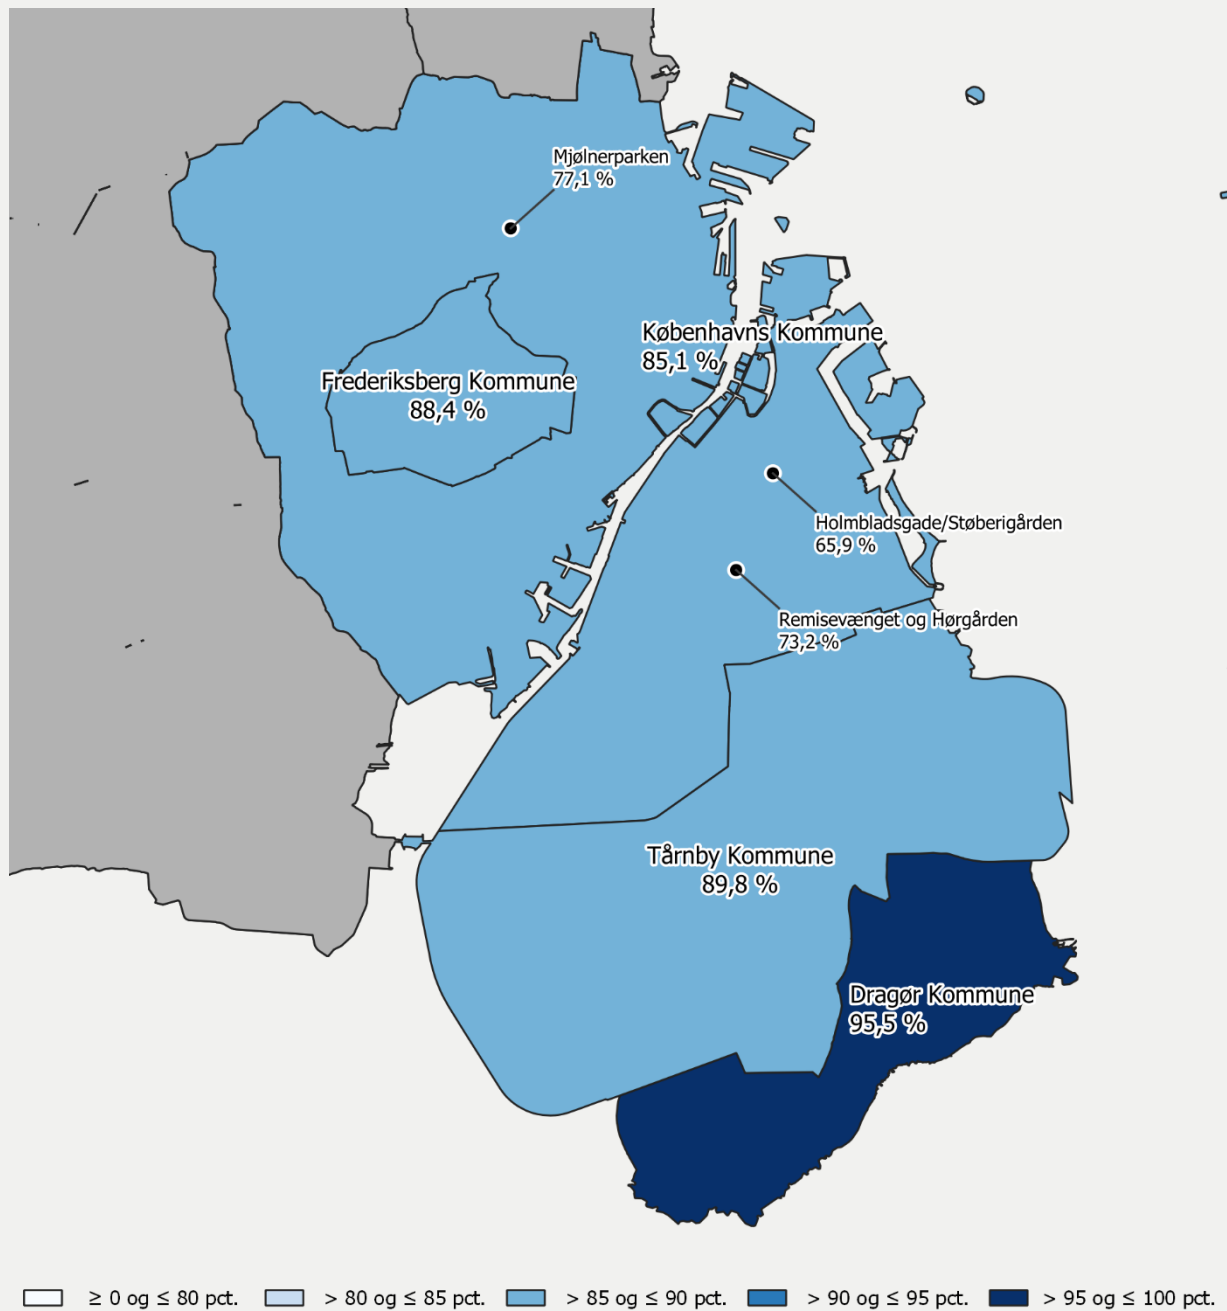 Mjølnerparken
77,1 %
Københavns Kommune
85,1 %
Frederiksberg Kommune
88,4 %
Holmbladsgade/Støberigården
65,9 %
Remisevænget og Hørgården
73,2 %
Tårnby Kommune
89,8 %
Dragør Kommune
95,5 %
≥ 0 og ≤ 80 pct. > 80 og ≤ 85 pct. > 85 og ≤ 90 pct. > 90 og ≤ 95 pct. > 95 og ≤ 100 pct.